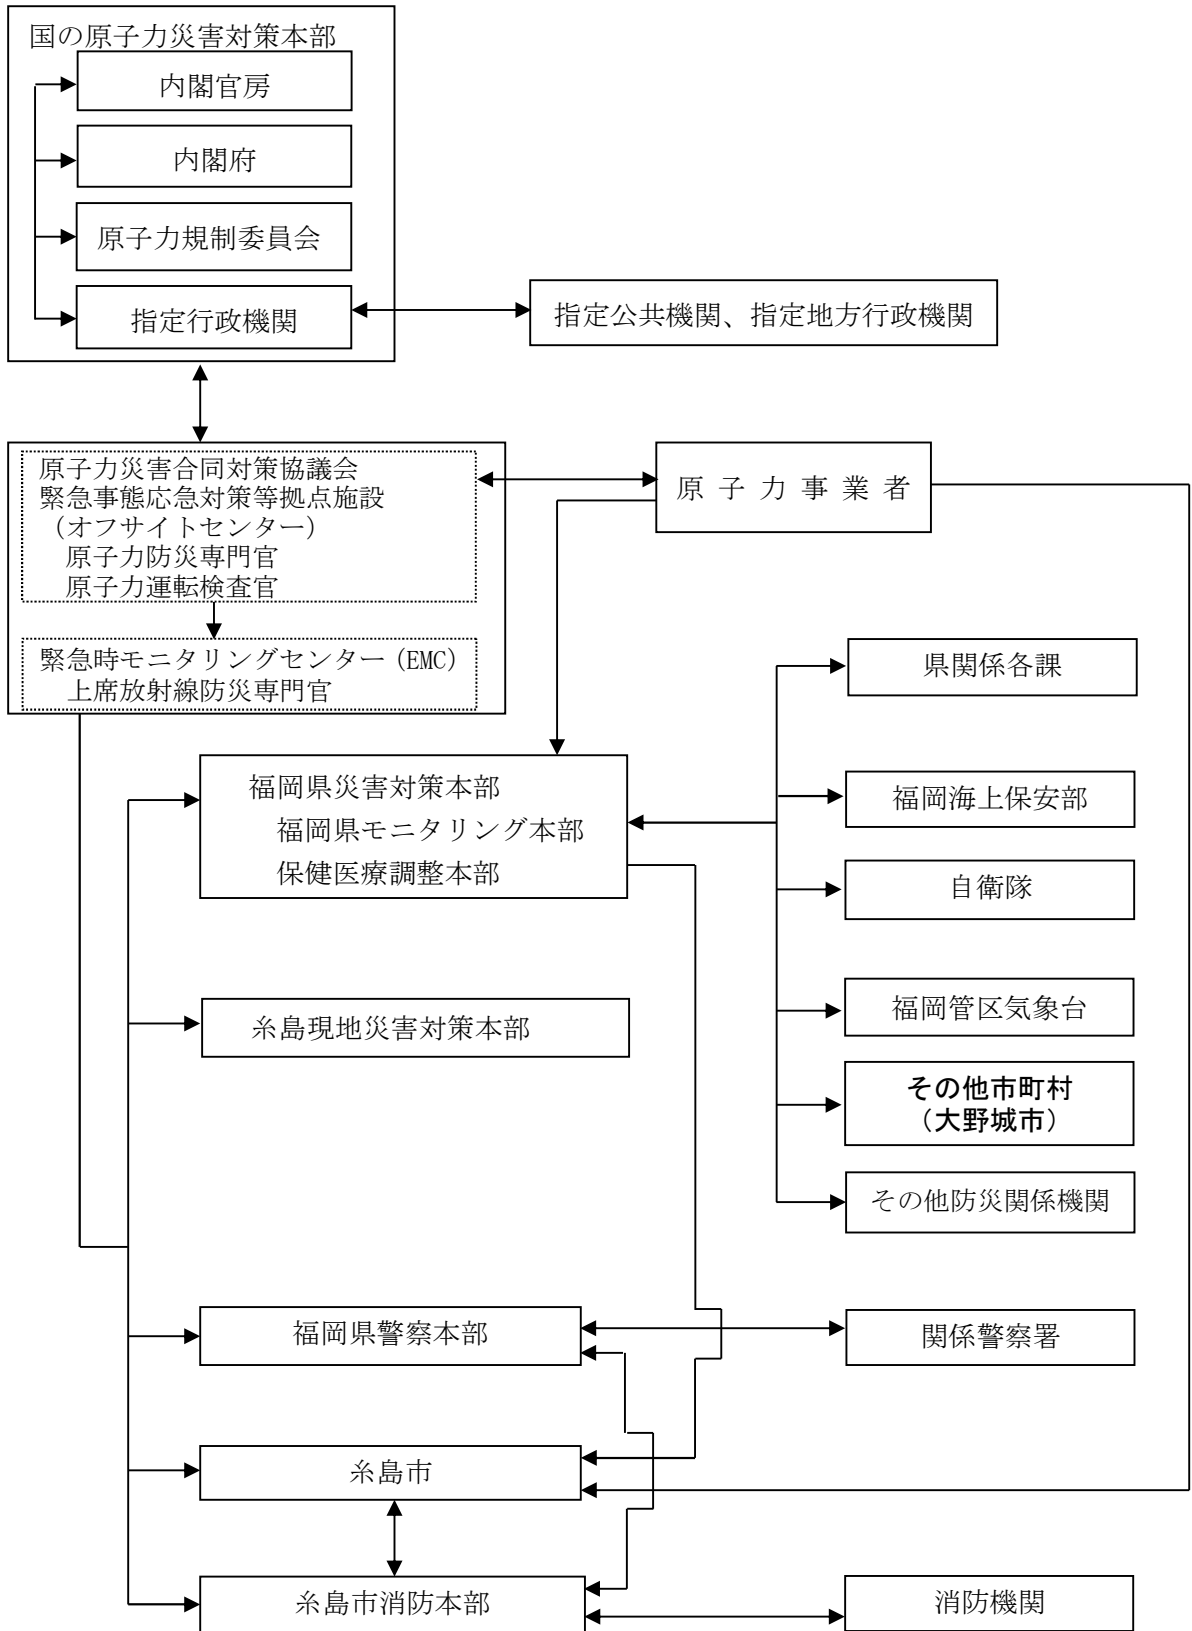 国の原子力災害対策本部
内閣官房
内閣府
原子力規制委員会
指定行政機関
指定公共機関、指定地方行政機関
原子力災害合同対策協議会
緊急事態応急対策等拠点施設
（オフサイトセンター）
原子力防災専門官
原子力運転検査官
原子力事業者
緊急時モニタリングセンター（EMC）
上席放射線防災専門官
県関係各課
福岡県災害対策本部
福岡県モニタリング本部
保健医療調整本部
福岡海上保安部
自衛隊
糸島現地災害対策本部
福岡管区気象台
その他市町村
（大野城市）
その他防災関係機関
福岡県警察本部
関係警察署
糸島市
糸島市消防本部
消防機関